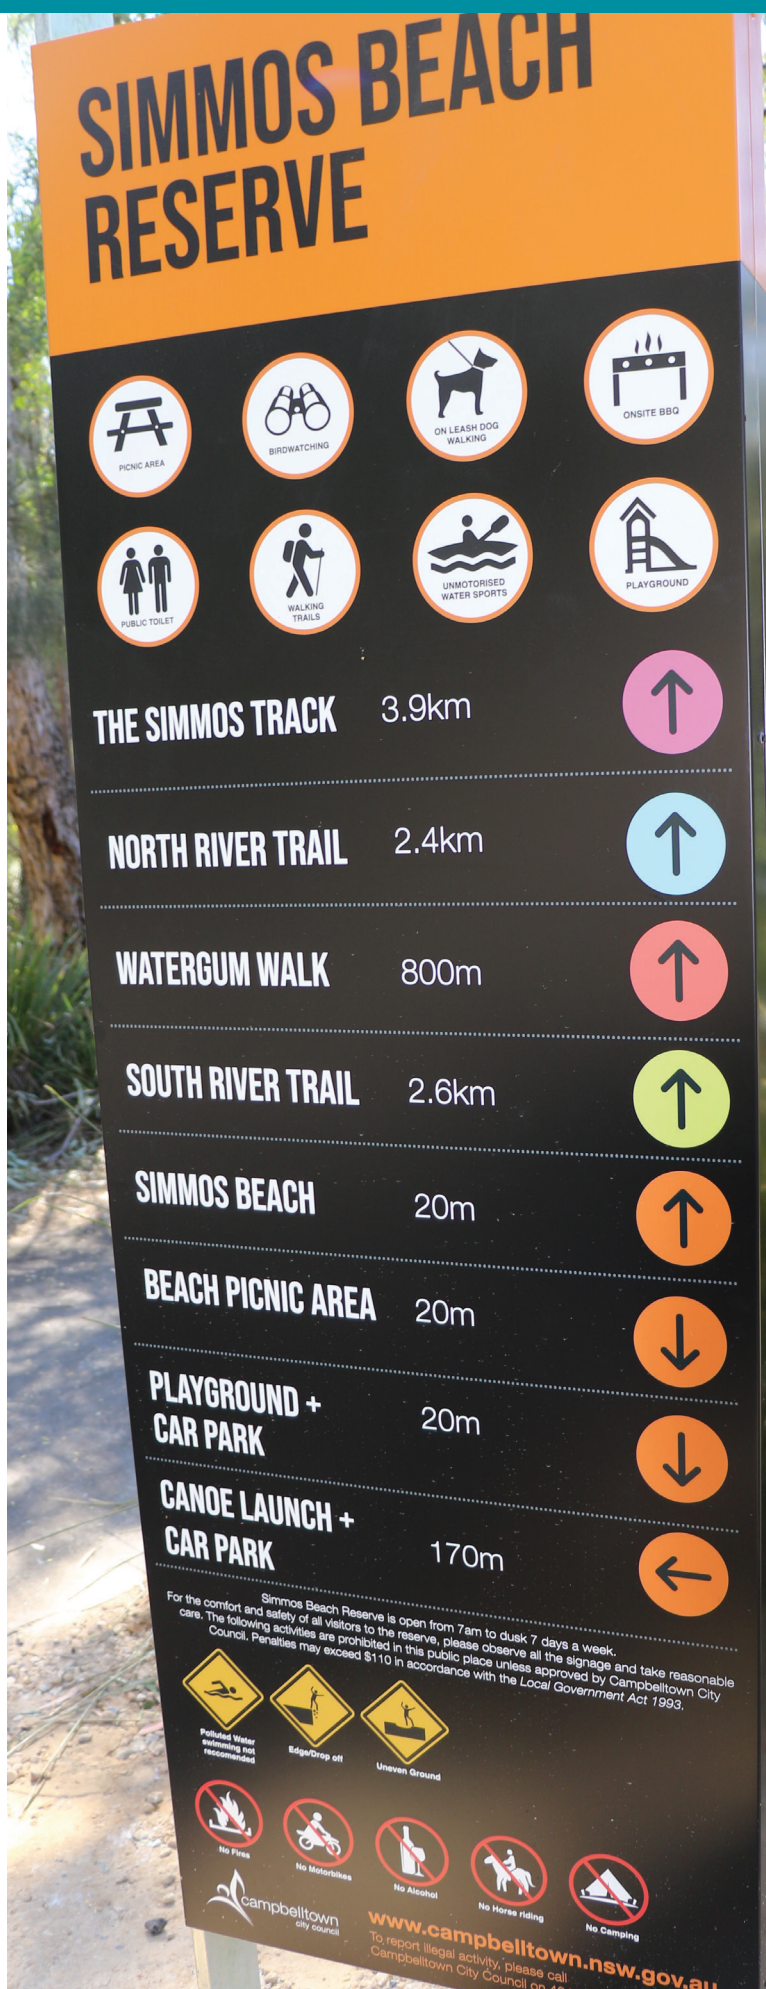 SIMMOS BEACH
RESERVE
PICNIC AREA
BIRDWATCHING
ON LEASH DOG
WALKING
ONSITE BBQ
PUBLIC TOILET
WALKING
TRAILS
UNMOTORISED
WATER SPORTS
PLAYGROUND
THE SIMMOS TRACK 3.9km
NORTH RIVER TRAIL 2.4km
WATERGUM WALK 800m
SOUTH RIVER TRAIL 2.6km
SIMMOS BEACH 20m
BEACH PICNIC AREA 20m
PLAYGROUND +
CAR PARK 20m
CANOE LAUNCH +
CAR PARK 170m
Simmos Beach Reserve is open from 7am to dusk 7 days a week.
For the comfort and safety of all visitors to the reserve, please observe all the signage and take reasonable
care. The following activities are prohibited in this public place unless approved by Campbelltown City
Council. Penalties may exceed $110 in accordance with the Local Government Act 1993.
Polluted Water
swimming not
reccomended
Edge/Drop off
Uneven Ground
No Fires
No Motorbikes
No Alcohol
No Horse riding
No Camping
campbelltown
city council
www.campbelltown.nsw.gov.au
To report illegal activity, please call
Campbelltown City Council on